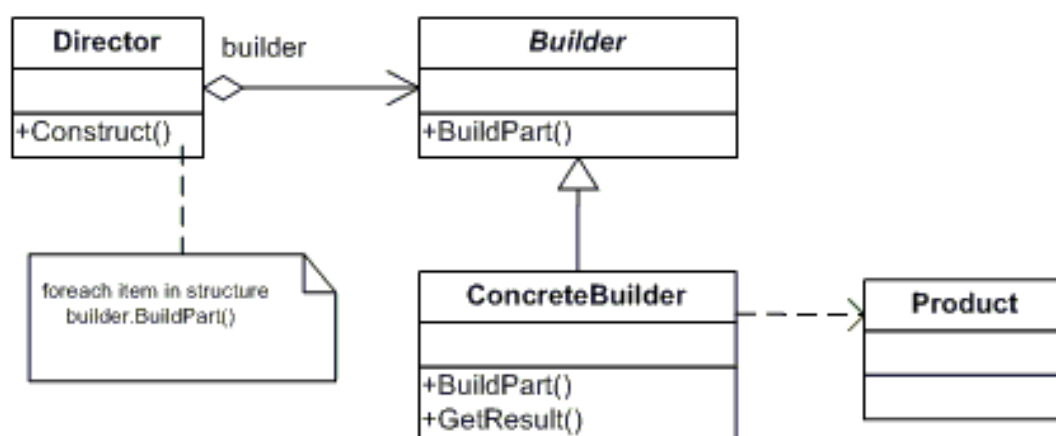 Director
builder
Builder
+Construct()
+BuildPart()
foreach item in structure
builder.BuildPart()
ConcreteBuilder
Product
+BuildPart()
+GetResult()